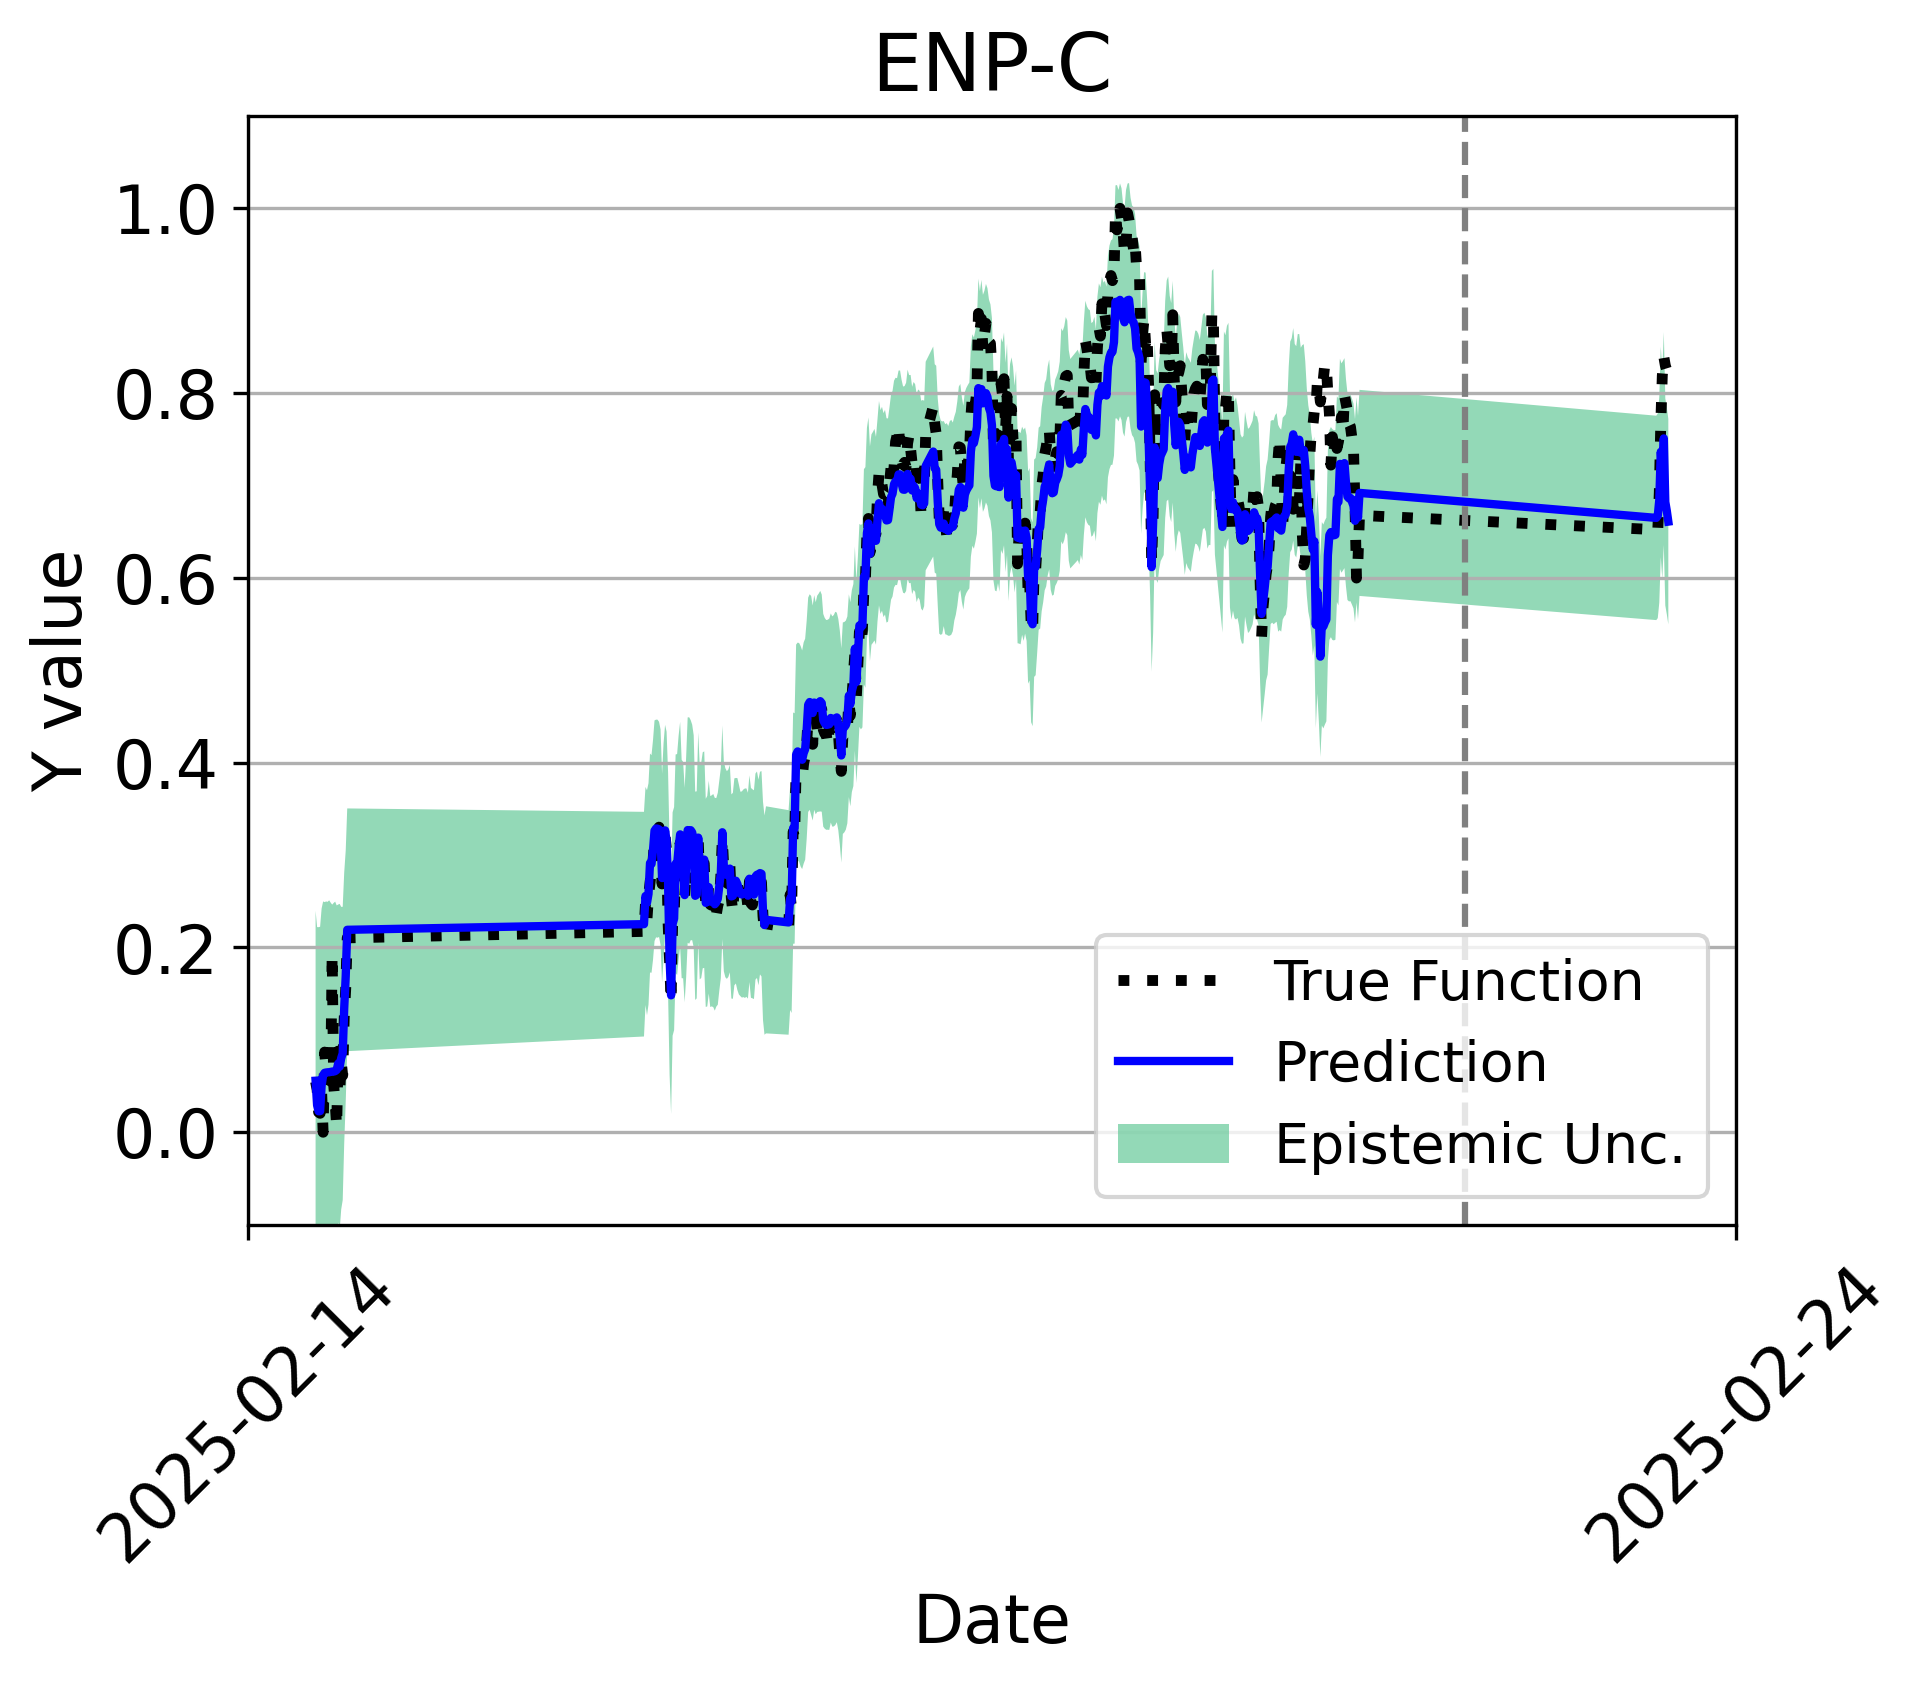 ENP-C
Y value
1.0
0.8
0.6
0.4
0.2
0.0
True Function
Prediction
Epistemic Unc.
2025-02-14
2025-02-24
Date